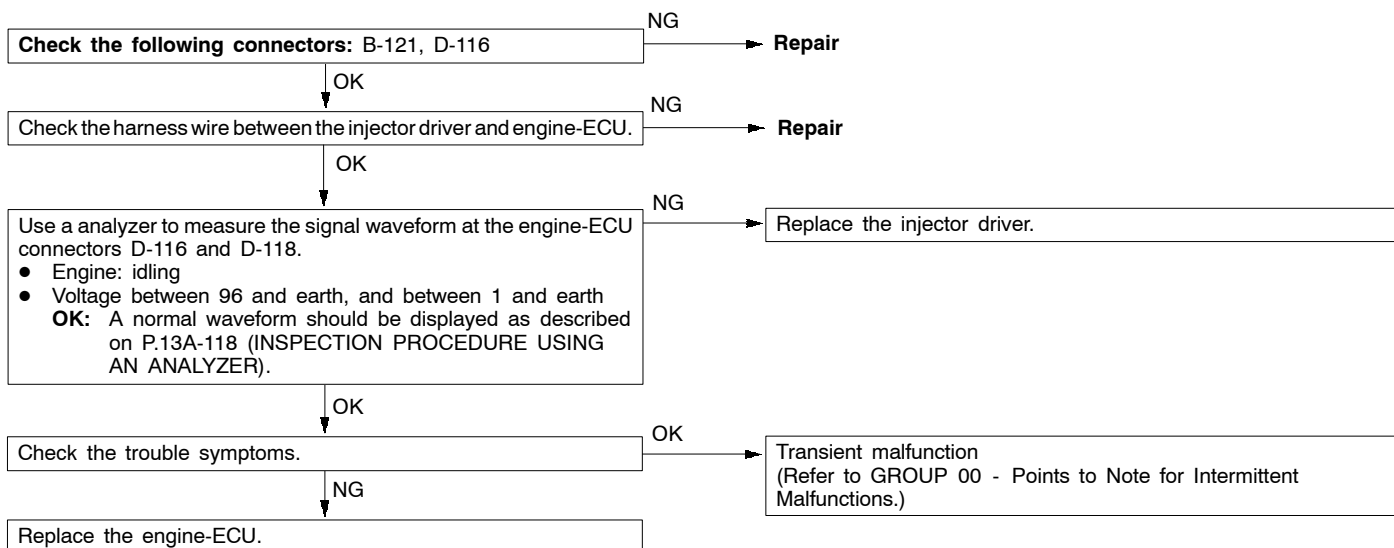 NG
Check the following connectors: B-121, D-116
Repair
OK
NG
Check the harness wire between the injector driver and engine-ECU.
Repair
OK
NG
Use a analyzer to measure the signal waveform at the engine-ECU
connectors D-116 and D-118.
● Engine: idling
● Voltage between 96 and earth, and between 1 and earth
OK: A normal waveform should be displayed as described
on P.13A-118 (INSPECTION PROCEDURE USING
AN ANALYZER).
Replace the injector driver.
OK
OK
Check the trouble symptoms.
Transient malfunction
(Refer to GROUP 00 - Points to Note for Intermittent
Malfunctions.)
NG
Replace the engine-ECU.